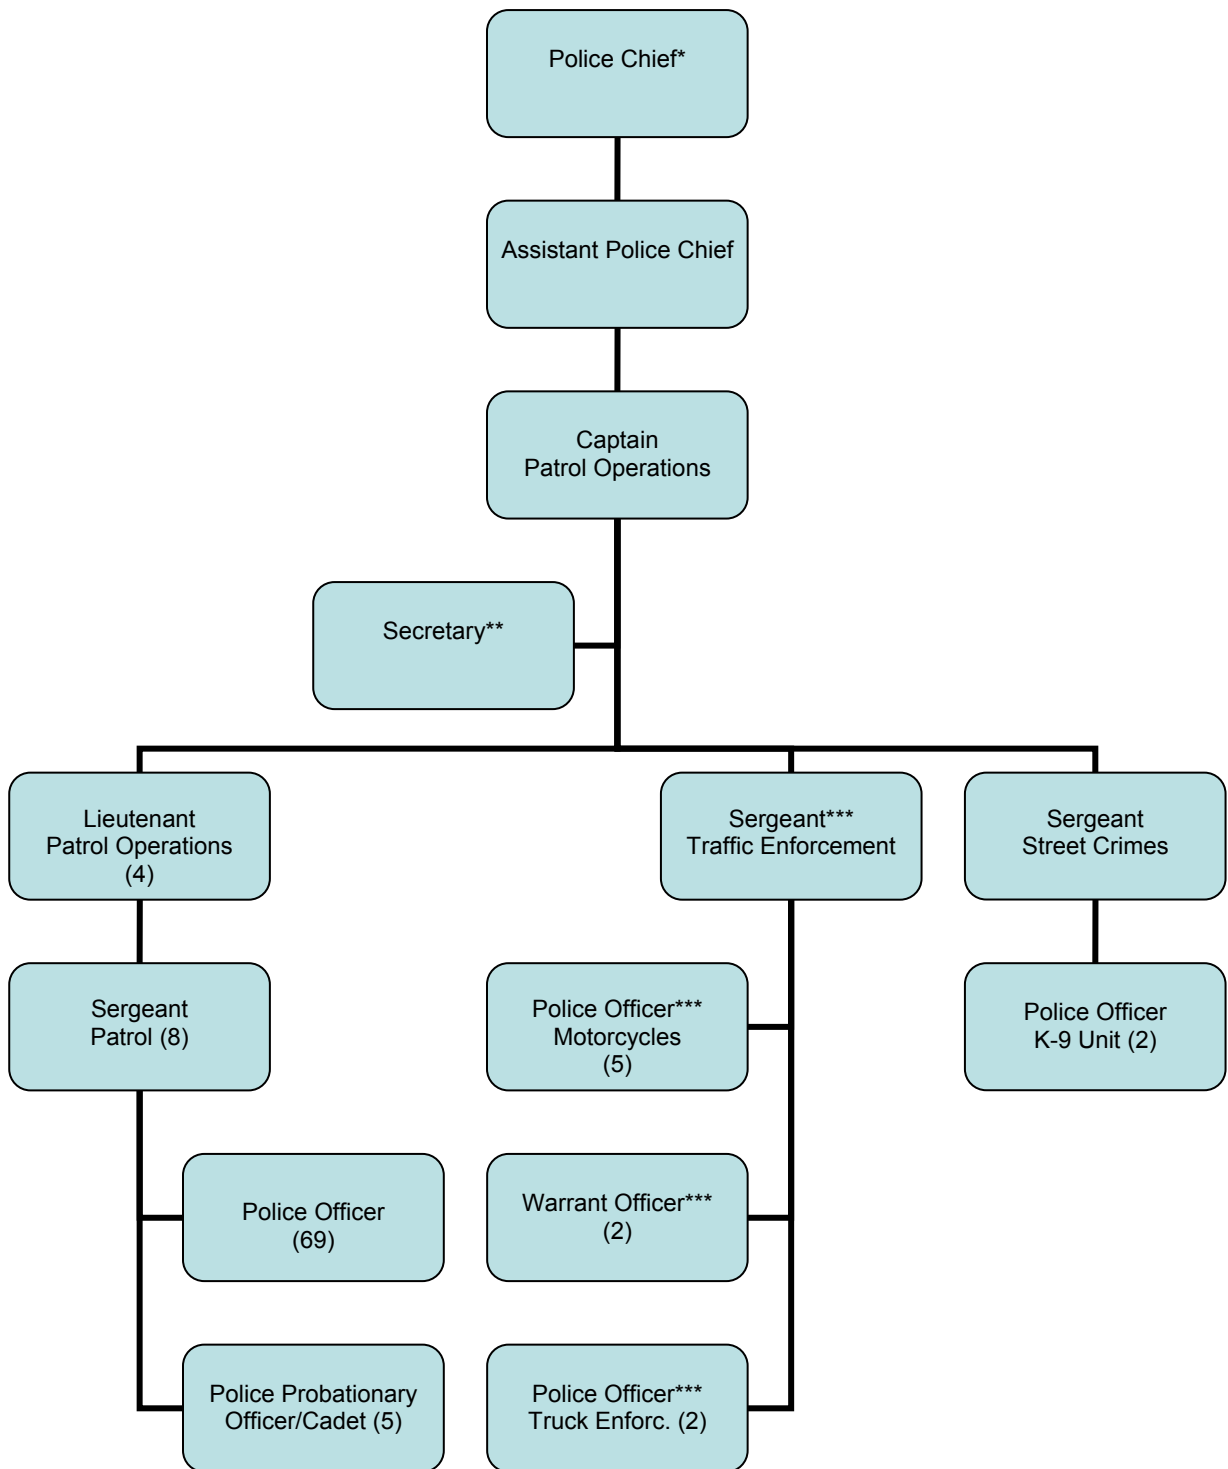 Police Chief*
Assistant Police Chief
Captain
Patrol Operations
Secretary**
Lieutenant
Patrol Operations
(4)
Sergeant***
Traffic Enforcement
Sergeant
Street Crimes
Sergeant
Patrol (8)
Police Officer***
Motorcycles
(5)
Police Officer
K-9 Unit (2)
Police Officer
(69)
Warrant Officer***
(2)
Police Probationary
Officer/Cadet (5)
Police Officer***
Truck Enforc. (2)